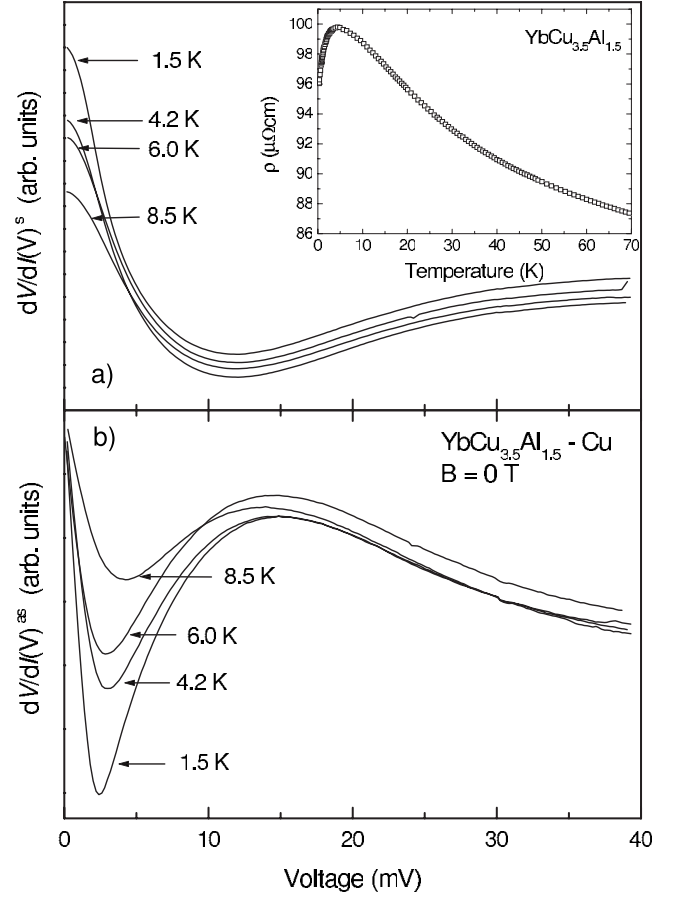 dV/dI(V) s (arb. units)
1.5 K
4.2 K
6.0 K
8.5 K
a)
100
98
96
94
92
90
88
86
ρ (μΩcm)
YbCu3.5Al1.5
0 10 20 30 40 50 60 70
Temperature (K)
dV/dI(V) as (arb. units)
b)
YbCu3.5Al1.5 - Cu
B = 0 T
8.5 K
6.0 K
4.2 K
1.5 K
0 10 20 30 40
Voltage (mV)